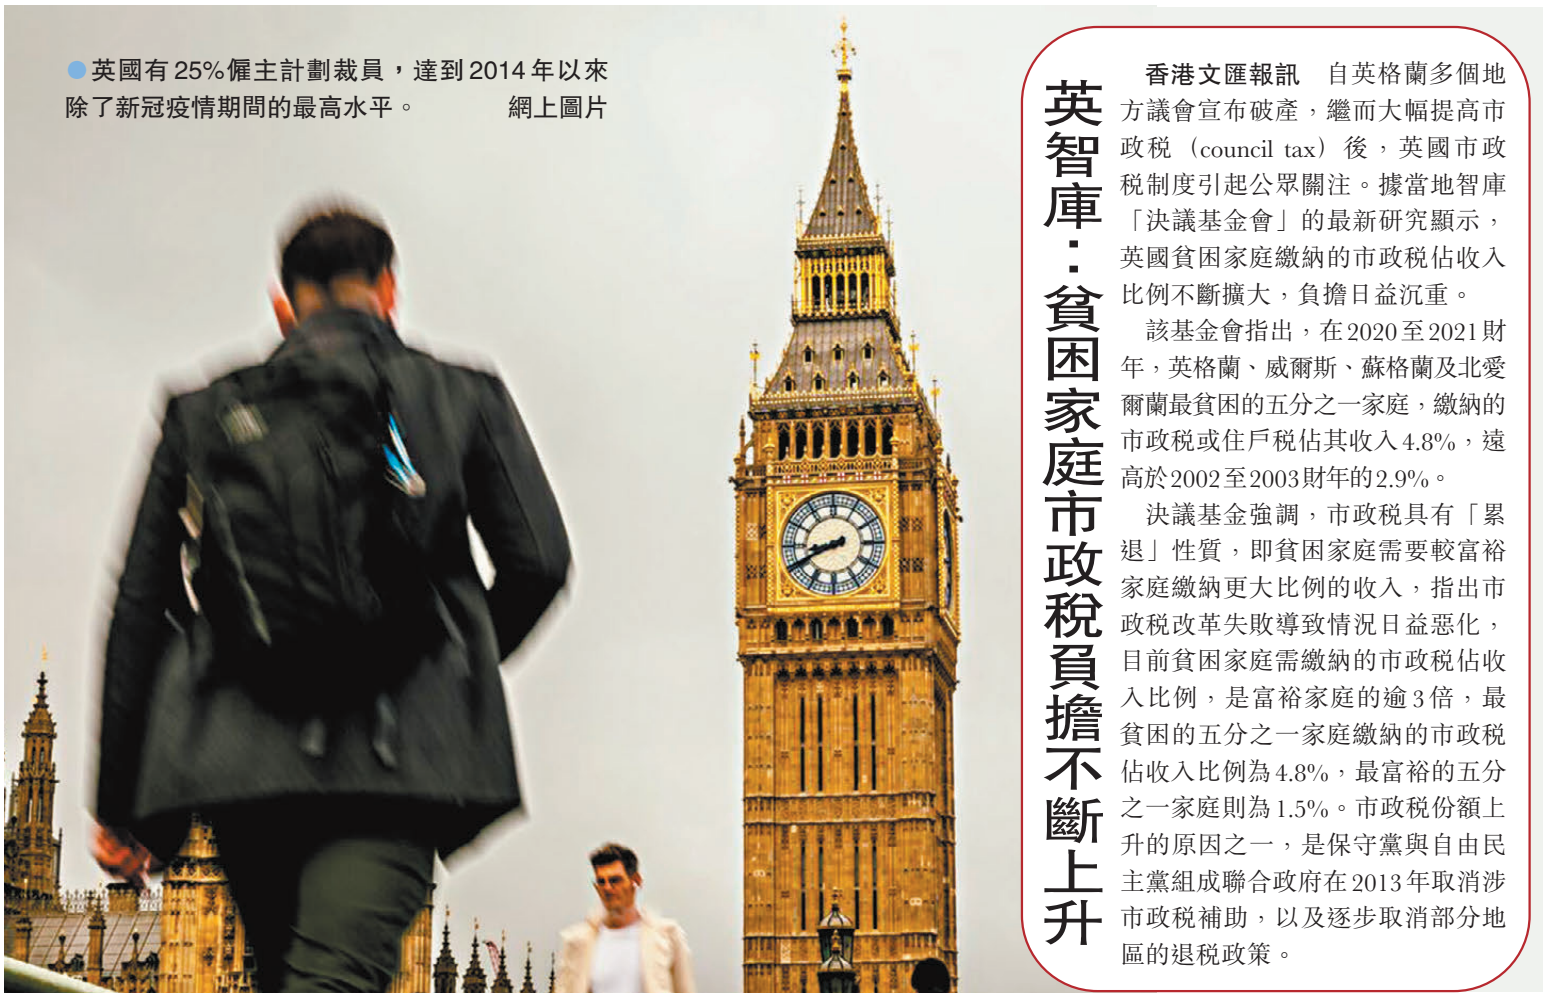 ●英國有25%僱主計劃裁員，達到2014年以來
除了新冠疫情期間的最高水平。 網上圖片
英智庫：貧困家庭市政稅負擔不斷上升
香港文匯報訊 自英格蘭多個地
方議會宣布破產，繼而大幅提高市
政稅（council tax）後，英國市政
稅制度引起公眾關注。據當地智庫
「決議基金會」的最新研究顯示，
英國貧困家庭繳納的市政稅佔收入
比例不斷擴大，負擔日益沉重。
該基金會指出，在2020至2021財
年，英格蘭、威爾斯、蘇格蘭及北愛
爾蘭最貧困的五分之一家庭，繳納的
市政稅或住戶稅佔其收入4.8%，遠
高於2002至2003財年的2.9%。
決議基金強調，市政稅具有「累
退」性質，即貧困家庭需要較富裕
家庭繳納更大比例的收入，指出市
政稅改革失敗導致情況日益惡化，
目前貧困家庭需繳納的市政稅佔收
入比例，是富裕家庭的逾3倍，最
貧困的五分之一家庭繳納的市政稅
佔收入比例為4.8%，最富裕的五分
之一家庭則為1.5%。市政稅份額上
升的原因之一，是保守黨與自由民
主黨組成聯合政府在2013年取消涉
市政稅補助，以及逐步取消部分地
區的退稅政策。